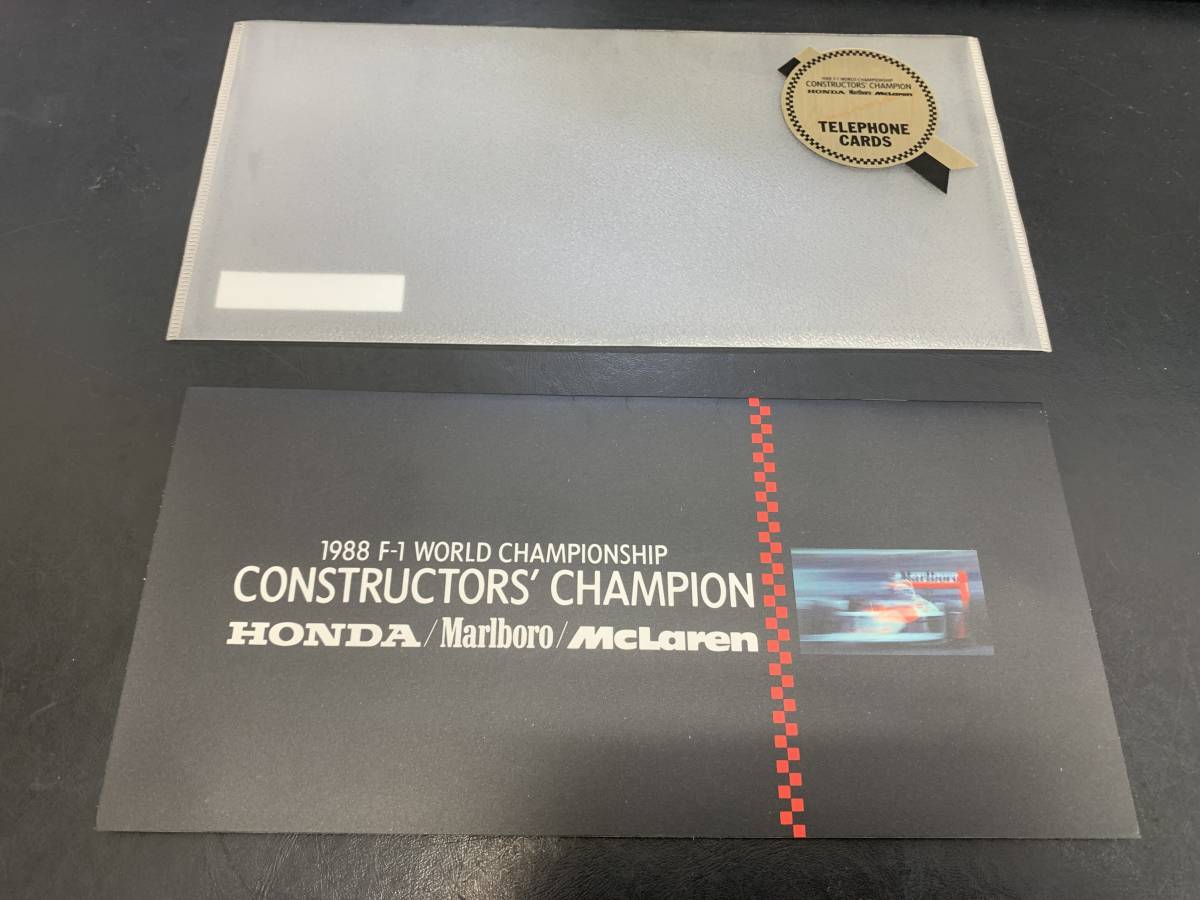 1988 F-1 WORLD CHAMPIONSHIP
CONSTRUCTORS' CHAMPION
HONDA Marlboro McLaren
TELEPHONE
CARDS
1988 F-1 WORLD CHAMPIONSHIP
CONSTRUCTORS' CHAMPION
HONDA/Marlboro/McLaren
Marlboro